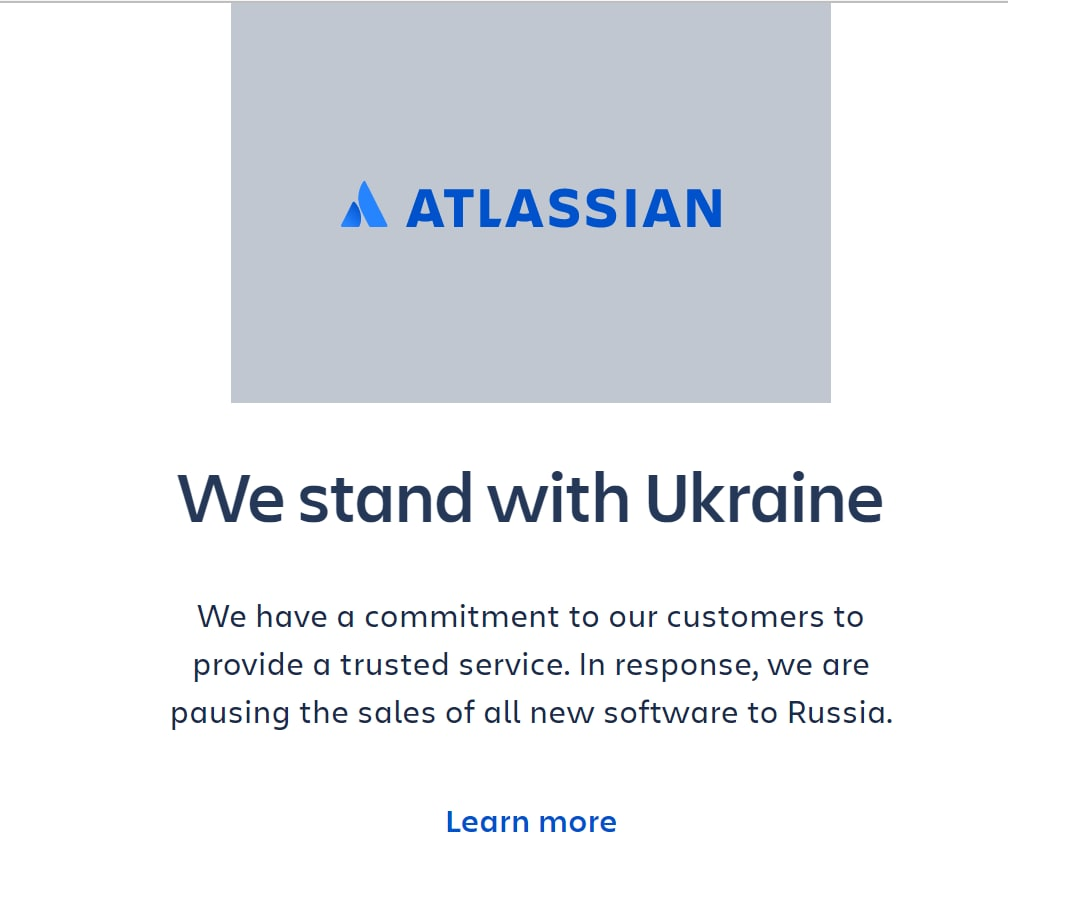 ATLASSIAN
We stand with Ukraine
We have a commitment to our customers to
provide a trusted service. In response, we are
pausing the sales of all new software to Russia.
Learn more